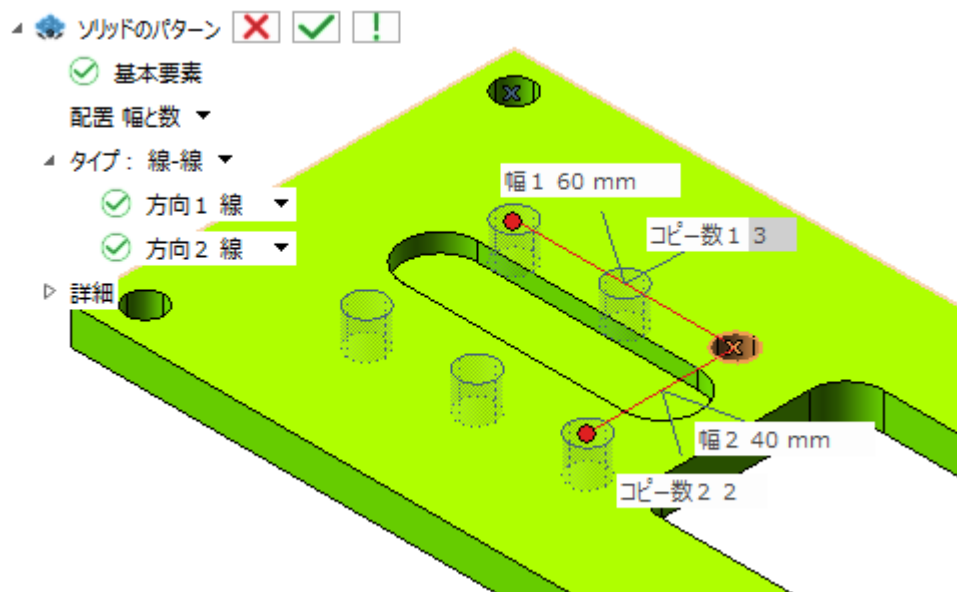 ソリッドのパターン
基本要素
配置 幅と数
タイプ: 線-線
方向1 線
方向2 線
詳細
幅1 60 mm
コピー数1 3
幅2 40 mm
コピー数2 2